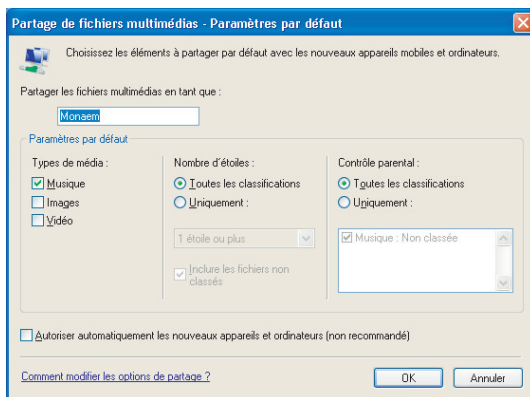 Partage de fichiers multimédias - Paramètres par défaut
Choisissez les éléments à partager par défaut avec les nouveaux appareils mobiles et ordinateurs.
Partager les fichiers multimédias en tant que :
Monaem
Paramètres par défaut
Types de média :
Musique
Images
Vidéo
Nombre d'étoiles :
Toutes les classifications
Uniquement :
1 étoile ou plus
Inclure les fichiers non
classés
Contrôle parental :
Toutes les classifications
Uniquement :
Musique : Non classée
Autoriser automatiquement les nouveaux appareils et ordinateurs (non recommandé)
Comment modifier les options de partage ?
OK
Annuler